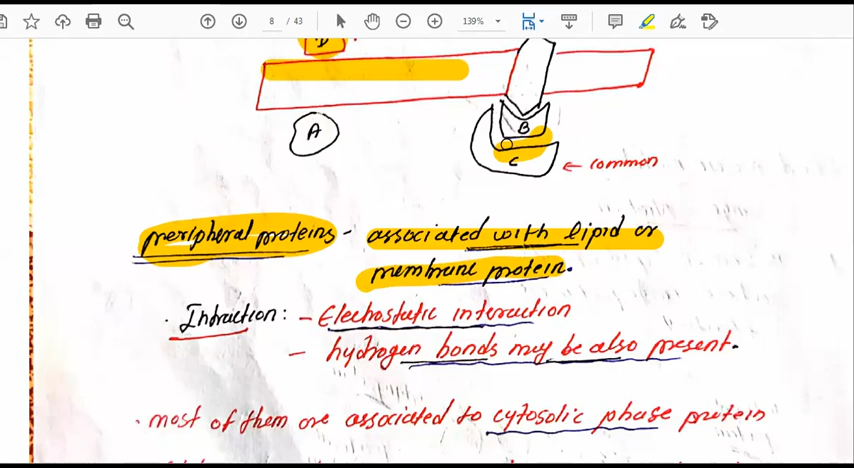 8 / 43
139%
D
A
B
C
← common
peripheral proteins - associated with lipid or
membrane protein.
· Intraction: - Electrostatic interaction
- hydrogen bonds may be also present.
· most of them are associated to cytosolic phase protein